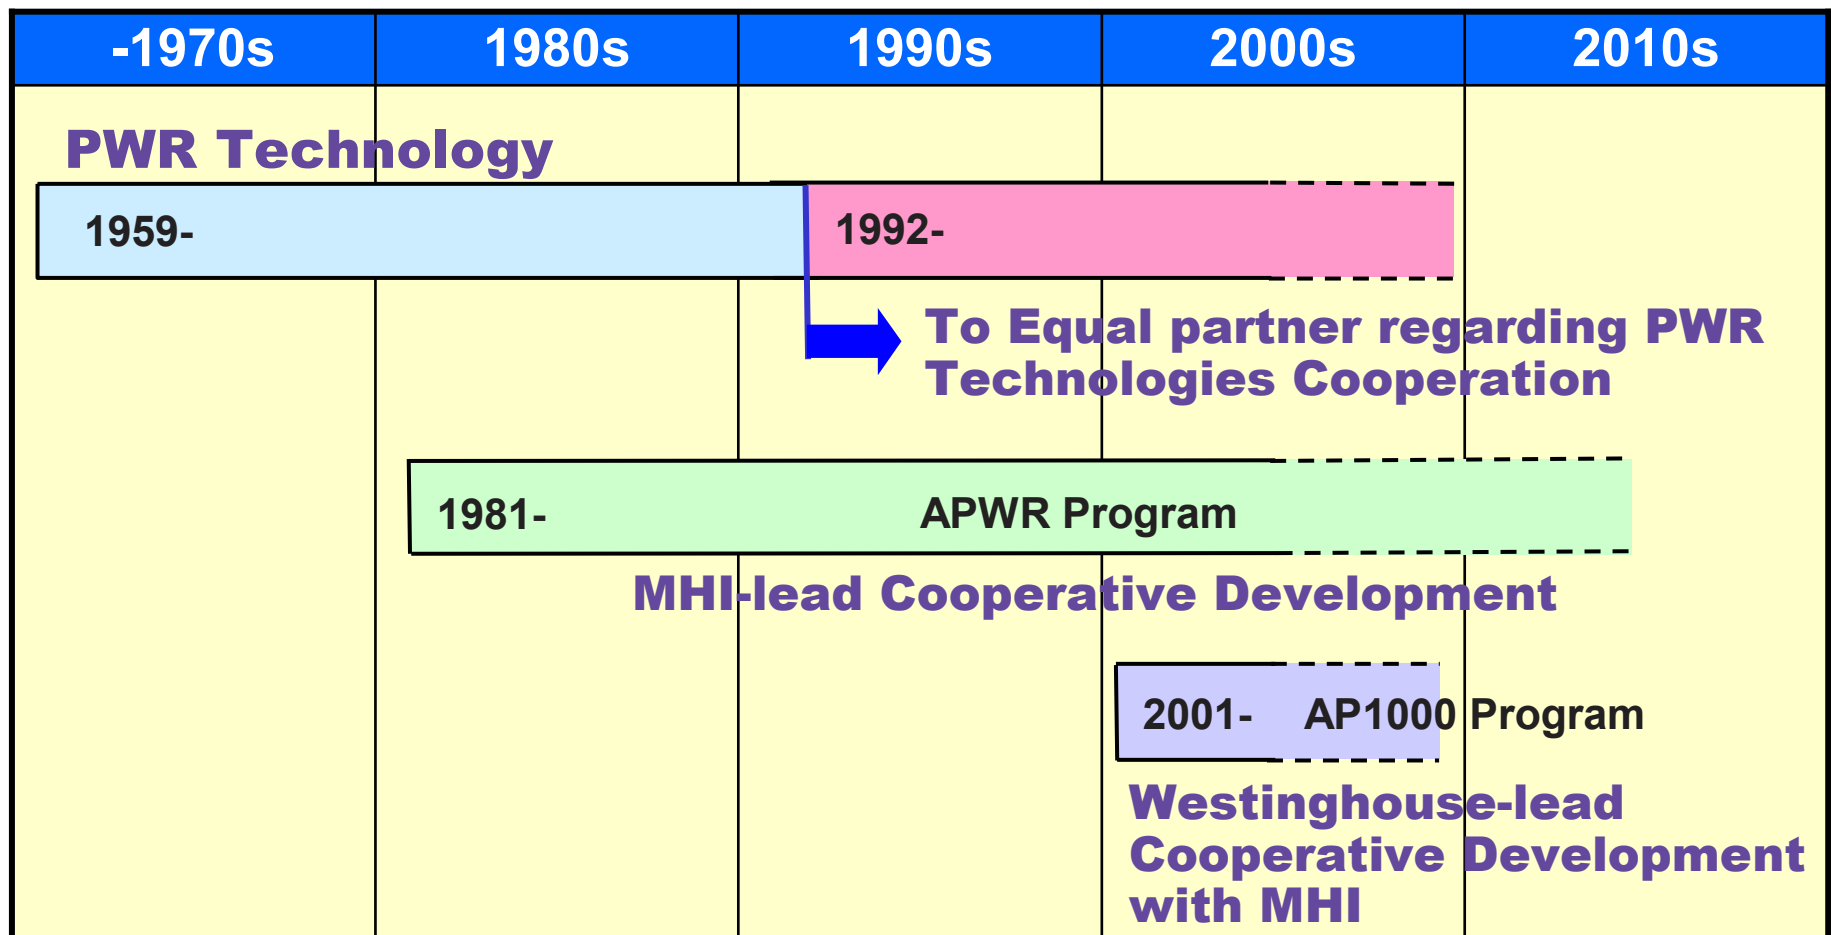 -1970s 1980s 1990s 2000s 2010s
PWR Technology
1959- 1992-
To Equal partner regarding PWR
Technologies Cooperation
1981- APWR Program
MHI-lead Cooperative Development
2001- AP1000 Program
Westinghouse-lead
Cooperative Development
with MHI